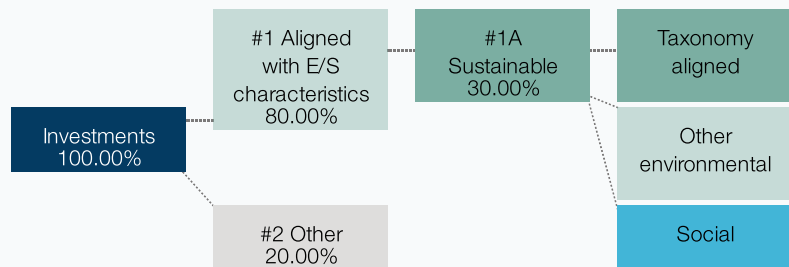 Investments
100.00%
#1 Aligned
with E/S
characteristics
80.00%
#2 Other
20.00%
#1A
Sustainable
30.00%
Taxonomy
aligned
Other
environmental
Social